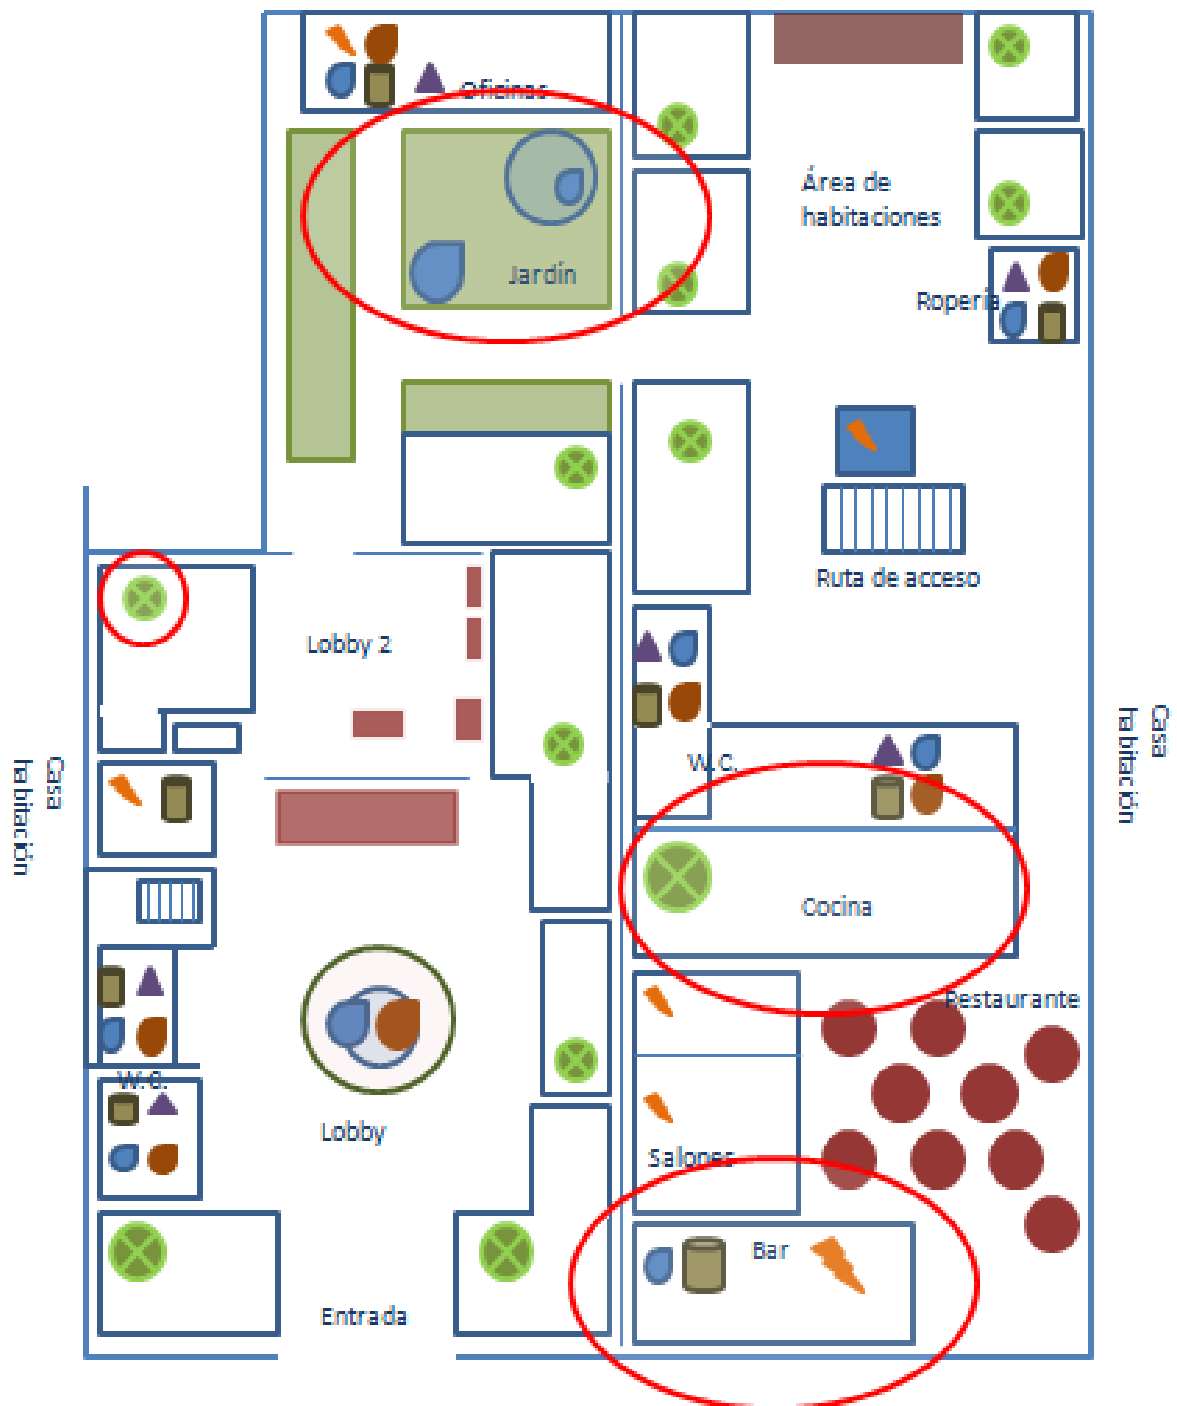 Oficinas
Área de
habitaciones
Jardín
Ropería
Ruta de acceso
Lobby 2
Casa
habitación
Casa
habitación
W.C.
Cocina
Restaurante
W.C.
Lobby
Salones
Bar
Entrada